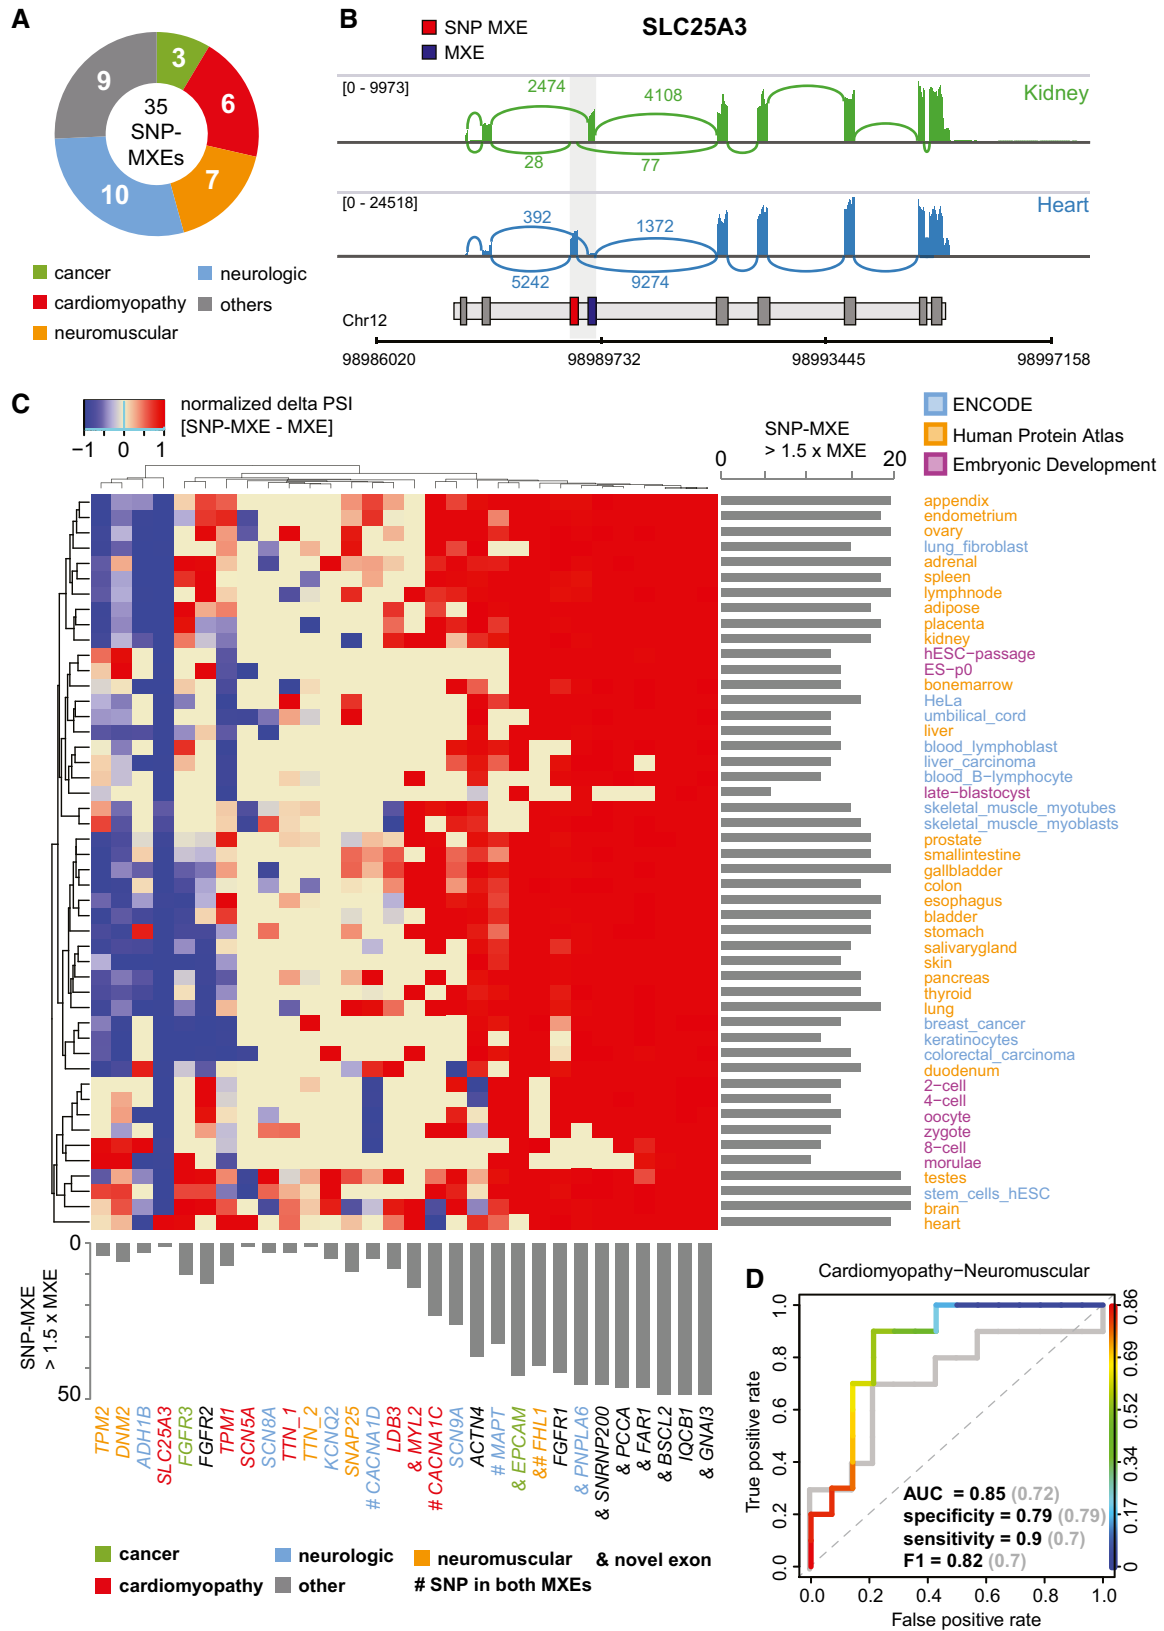 A
3
6
7
10
9
35
SNP-
MXEs
cancer
cardiomyopathy
neuromuscular
neurologic
others
B
SNP MXE
MXE
SLC25A3
[0 - 9973]
Kidney
2474
4108
28
77
[0 - 24518]
Heart
392
1372
5242
9274
Chr12
98986020
98989732
98993445
98997158
C
normalized delta PSI
[SNP-MXE - MXE]
−1 0 1
SNP-MXE
> 1.5 x MXE
0 20
ENCODE
Human Protein Atlas
Embryonic Development
appendix
endometrium
ovary
lung_fibroblast
adrenal
spleen
lymphnode
adipose
placenta
kidney
hESC−passage
ES−p0
bonemarrow
HeLa
umbilical_cord
liver
blood_lymphoblast
liver_carcinoma
blood_B−lymphocyte
late−blastocyst
skeletal_muscle_myotubes
skeletal_muscle_myoblasts
prostate
smallintestine
gallbladder
colon
esophagus
bladder
stomach
salivarygland
skin
pancreas
thyroid
lung
breast_cancer
keratinocytes
colorectal_carcinoma
duodenum
2−cell
4−cell
oocyte
zygote
8−cell
morulae
testes
stem_cells_hESC
brain
heart
SNP-MXE
> 1.5 x MXE
0
50
TPM2
DNM2
ADH1B
SLC25A3
FGFR3
FGFR2
TPM1
SCN5A
SCN8A
TTN_1
TTN_2
KCNQ2
SNAP25
# CACNA1D
LDB3
& MYL2
# CACNA1C
SCN9A
ACTN4
# MAPT
& EPCAM
&# FHL1
FGFR1
& PNPLA6
& SNRNP200
& PCCA
& FAR1
& BSCL2
IQCB1
& GNAI3
cancer
cardiomyopathy
neurologic
other
neuromuscular
& novel exon
# SNP in both MXEs
D
Cardiomyopathy−Neuromuscular
True positive rate
0.0 0.2 0.4 0.6 0.8 1.0
AUC = 0.85 (0.72)
specificity = 0.79 (0.79)
sensitivity = 0.9 (0.7)
F1 = 0.82 (0.7)
0 0.17 0.34 0.52 0.69 0.86
0.0 0.2 0.4 0.6 0.8 1.0
False positive rate